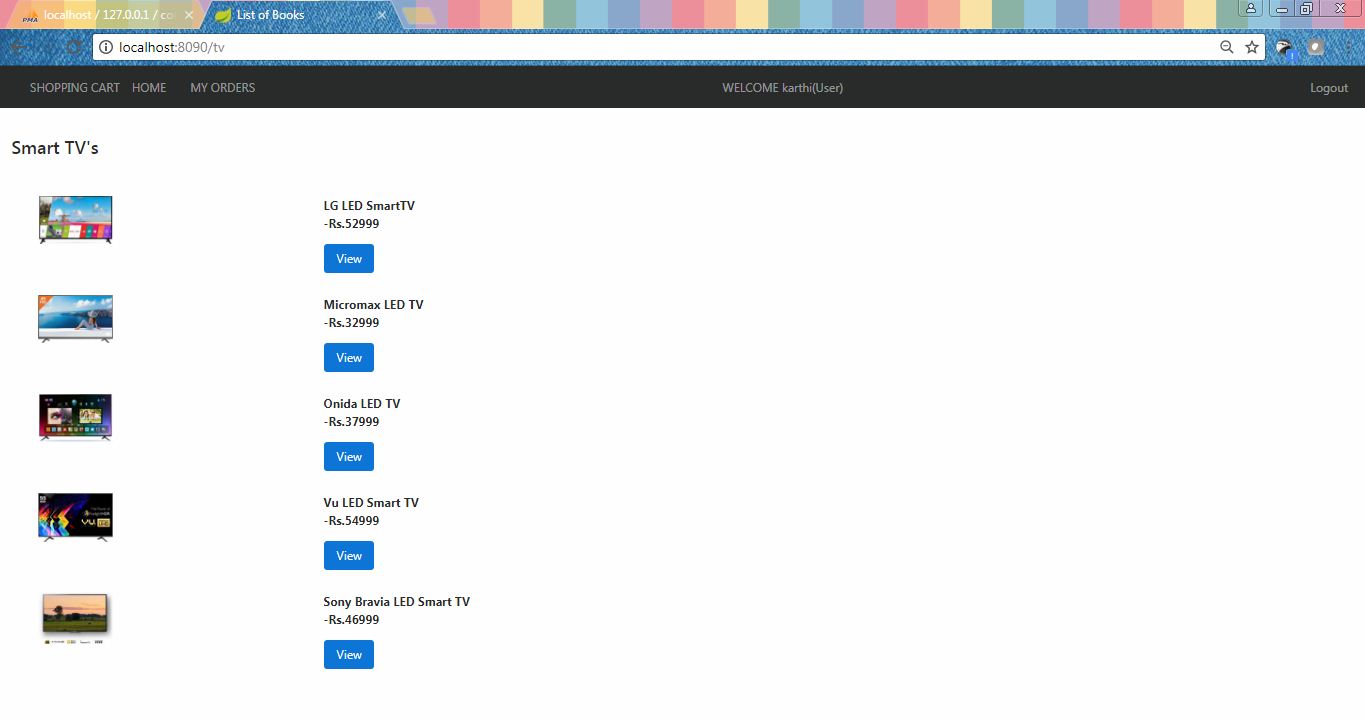 localhost / 127.0.0.1 / co
List of Books
localhost:8090/tv
SHOPPING CART HOME MY ORDERS WELCOME karthi(User) Logout
Smart TV's
LG LED SmartTV
-Rs.52999
View
Micromax LED TV
-Rs.32999
View
Onida LED TV
-Rs.37999
View
Vu LED Smart TV
-Rs.54999
View
Sony Bravia LED Smart TV
-Rs.46999
View